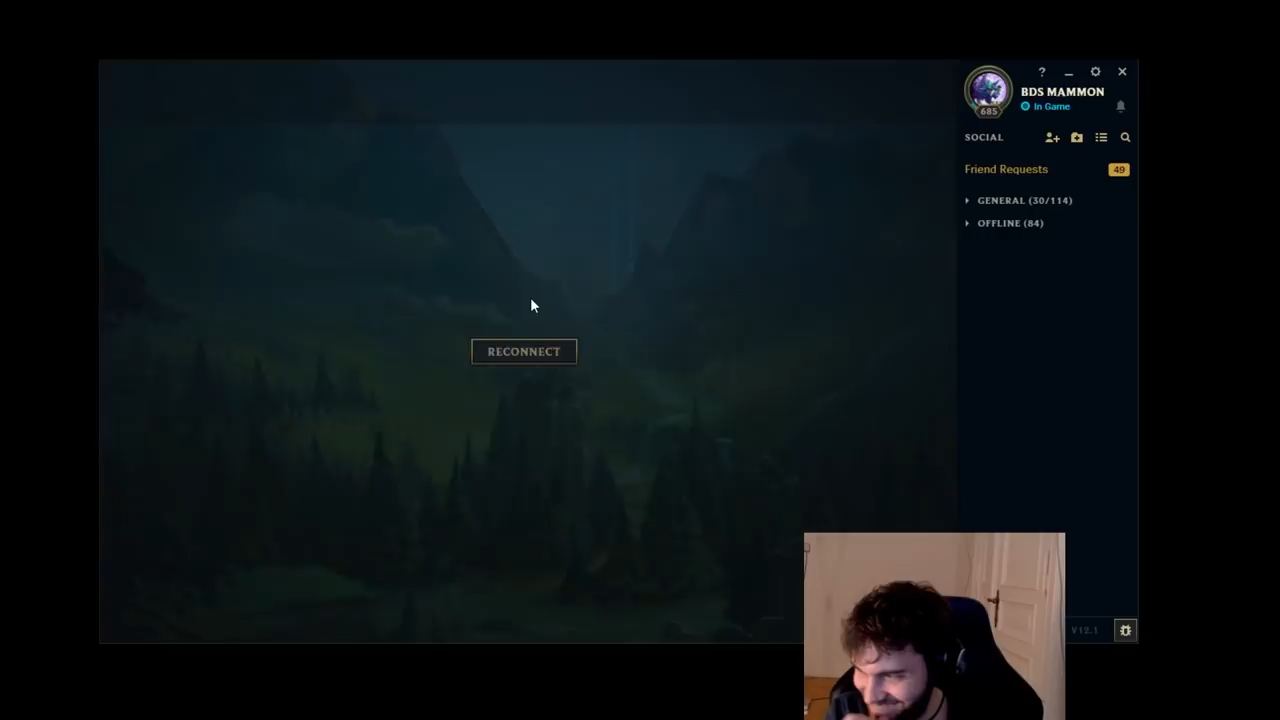 ?
BDS MAMMON
685
In Game
SOCIAL
Friend Requests
49
GENERAL (30/114)
OFFLINE (84)
RECONNECT
V12.1